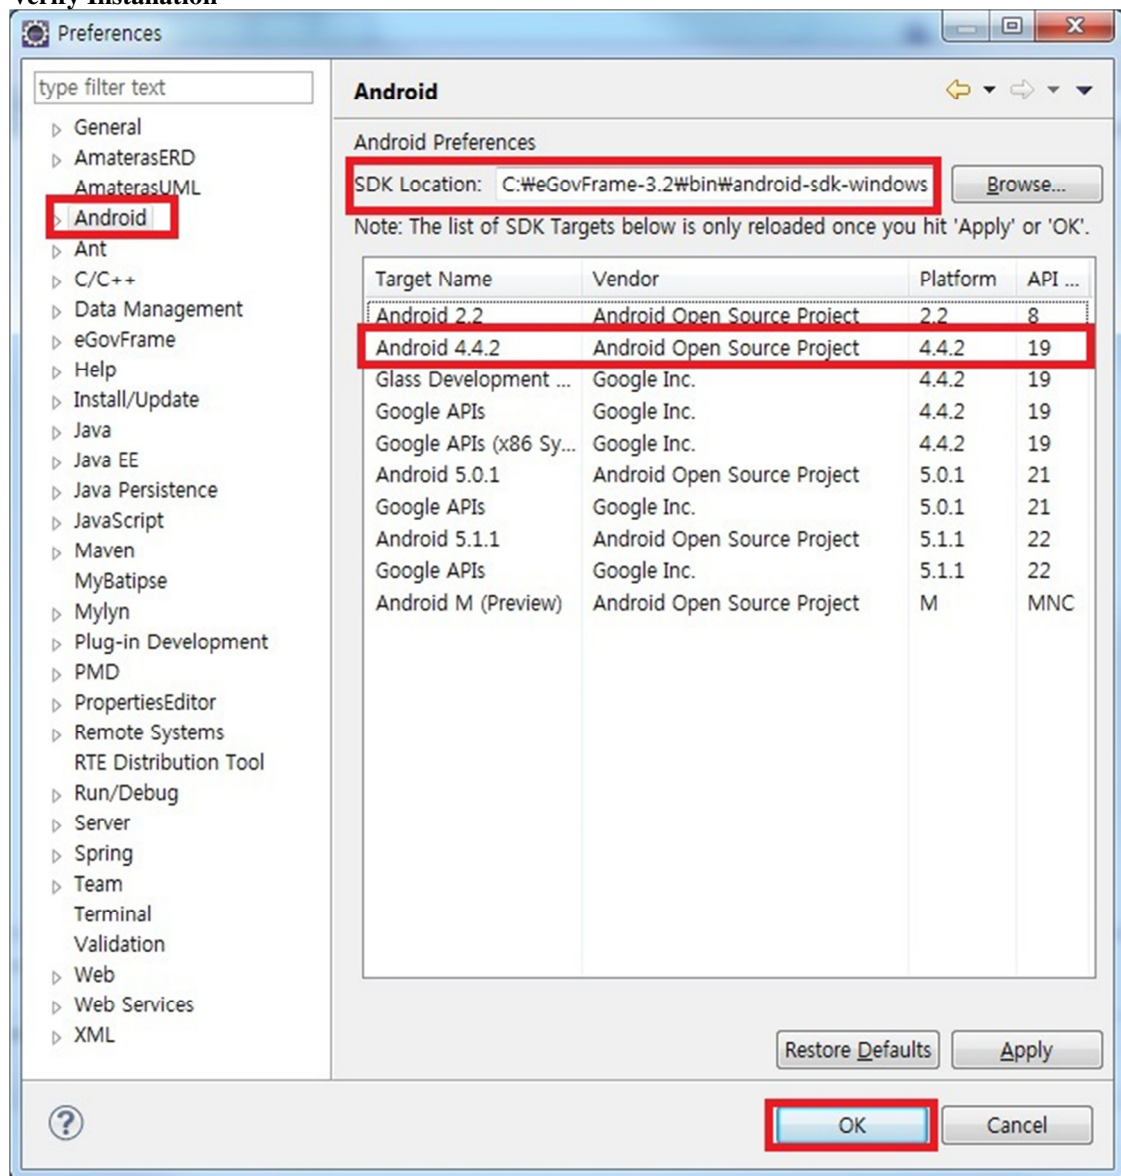 Verify Installation
Preferences
type filter text
General
AmaterasERD
AmaterasUML
Android
Ant
C/C++
Data Management
eGovFrame
Help
Install/Update
Java
Java EE
Java Persistence
JavaScript
Maven
MyBatipse
Mylyn
Plug-in Development
PMD
PropertiesEditor
Remote Systems
RTE Distribution Tool
Run/Debug
Server
Spring
Team
Terminal
Validation
Web
Web Services
XML
Android
Android Preferences
SDK Location: C:₩eGovFrame-3.2₩bin₩android-sdk-windows Browse...
Note: The list of SDK Targets below is only reloaded once you hit 'Apply' or 'OK'.
Target Name Vendor Platform API ...
Android 2.2 Android Open Source Project 2.2 8
Android 4.4.2 Android Open Source Project 4.4.2 19
Glass Development ... Google Inc. 4.4.2 19
Google APIs Google Inc. 4.4.2 19
Google APIs (x86 Sy... Google Inc. 4.4.2 19
Android 5.0.1 Android Open Source Project 5.0.1 21
Google APIs Google Inc. 5.0.1 21
Android 5.1.1 Android Open Source Project 5.1.1 22
Google APIs Google Inc. 5.1.1 22
Android M (Preview) Android Open Source Project M MNC
Restore Defaults Apply
? OK Cancel